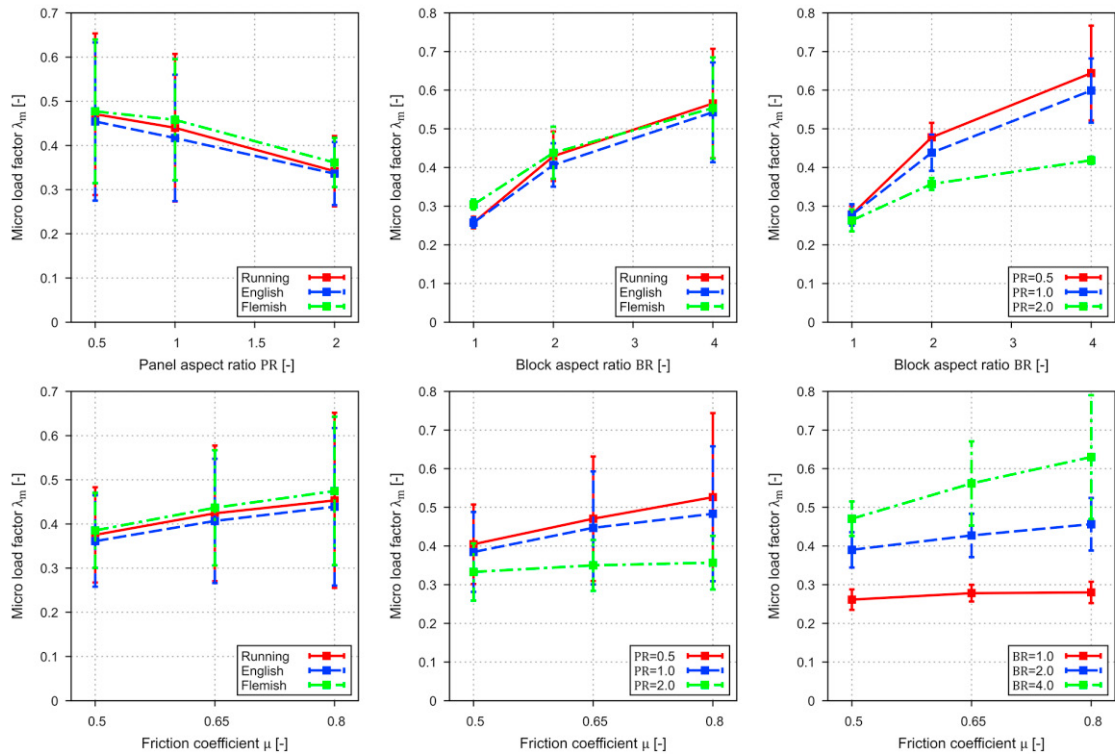 Micro load factor λm [-]
0.7
0.6
0.5
0.4
0.3
0.2
0.1
0
Running
English
Flemish
0.5 1 1.5 2
Panel aspect ratio PR [-]
Micro load factor λm [-]
0.8
0.7
0.6
0.5
0.4
0.3
0.2
0.1
0
Running
English
Flemish
1 2 3 4
Block aspect ratio BR [-]
Micro load factor λm [-]
0.8
0.7
0.6
0.5
0.4
0.3
0.2
0.1
0
PR=0.5
PR=1.0
PR=2.0
1 2 3 4
Block aspect ratio BR [-]
Micro load factor λm [-]
0.7
0.6
0.5
0.4
0.3
0.2
0.1
0
Running
English
Flemish
0.5 0.65 0.8
Friction coefficient μ [-]
Micro load factor λm [-]
0.8
0.7
0.6
0.5
0.4
0.3
0.2
0.1
0
PR=0.5
PR=1.0
PR=2.0
0.5 0.65 0.8
Friction coefficient μ [-]
Micro load factor λm [-]
0.8
0.7
0.6
0.5
0.4
0.3
0.2
0.1
0
BR=1.0
BR=2.0
BR=4.0
0.5 0.65 0.8
Friction coefficient μ [-]